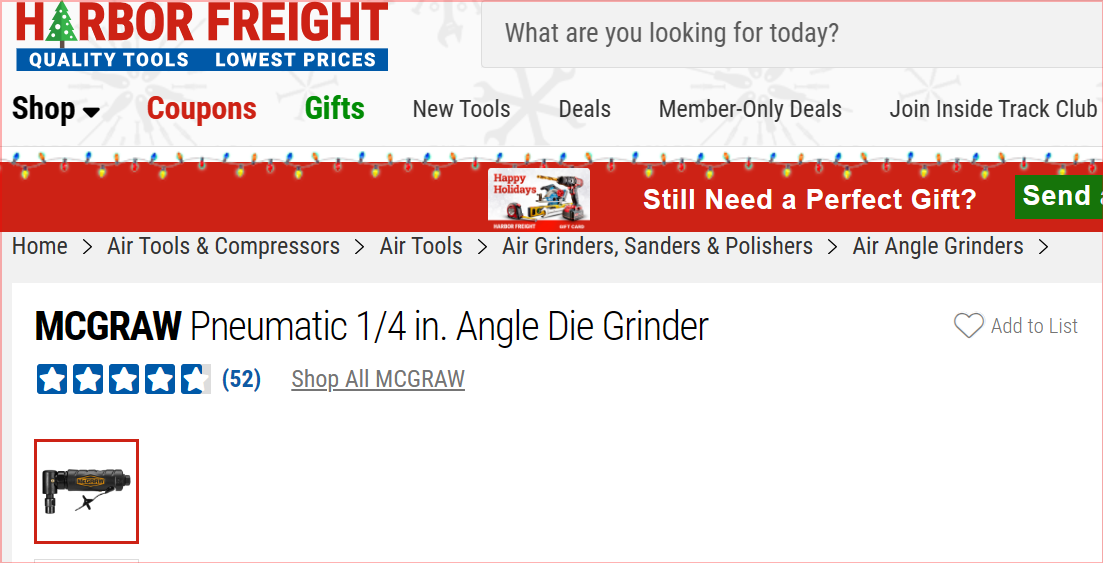 HARBOR FREIGHT
QUALITY TOOLS LOWEST PRICES
What are you looking for today?
Shop Coupons Gifts New Tools Deals Member-Only Deals Join Inside Track Club
Happy
Holidays
HARBOR FREIGHT GIFT CARD
Still Need a Perfect Gift?
Send a
Home > Air Tools & Compressors > Air Tools > Air Grinders, Sanders & Polishers > Air Angle Grinders >
MCGRAW Pneumatic 1/4 in. Angle Die Grinder
Add to List
(52) Shop All MCGRAW
McGRAW